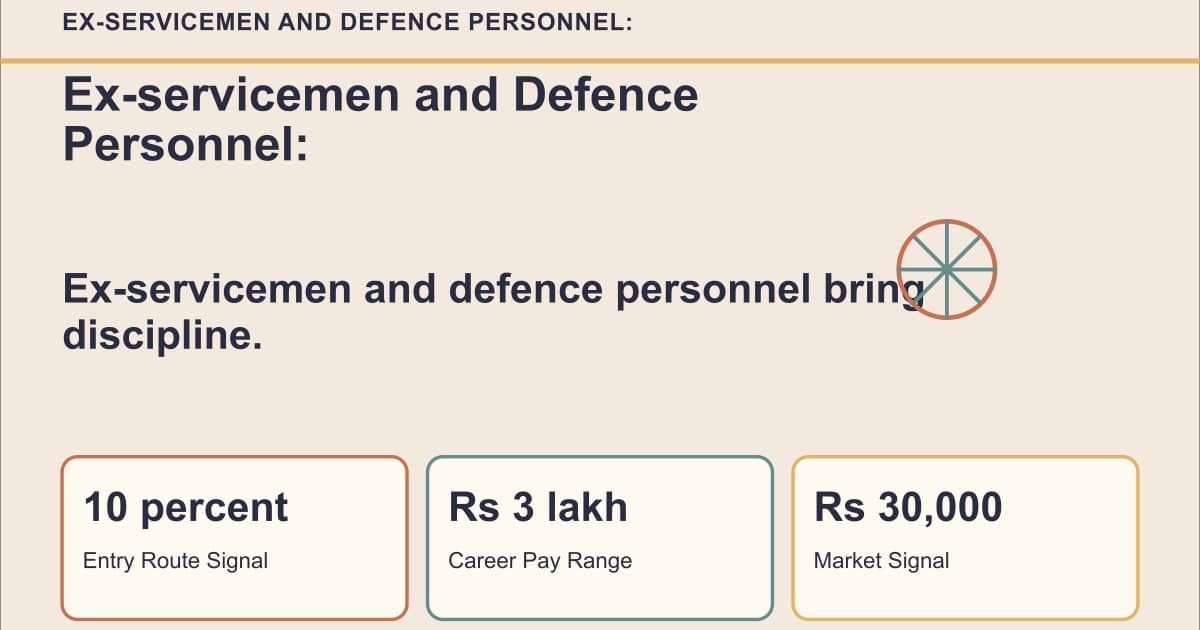 EX-SERVICEMEN AND DEFENCE PERSONNEL:
Ex-servicemen and Defence
Personnel:
Ex-servicemen and defence personnel bring
discipline.
10 percent
Entry Route Signal
Rs 3 lakh
Career Pay Range
Rs 30,000
Market Signal